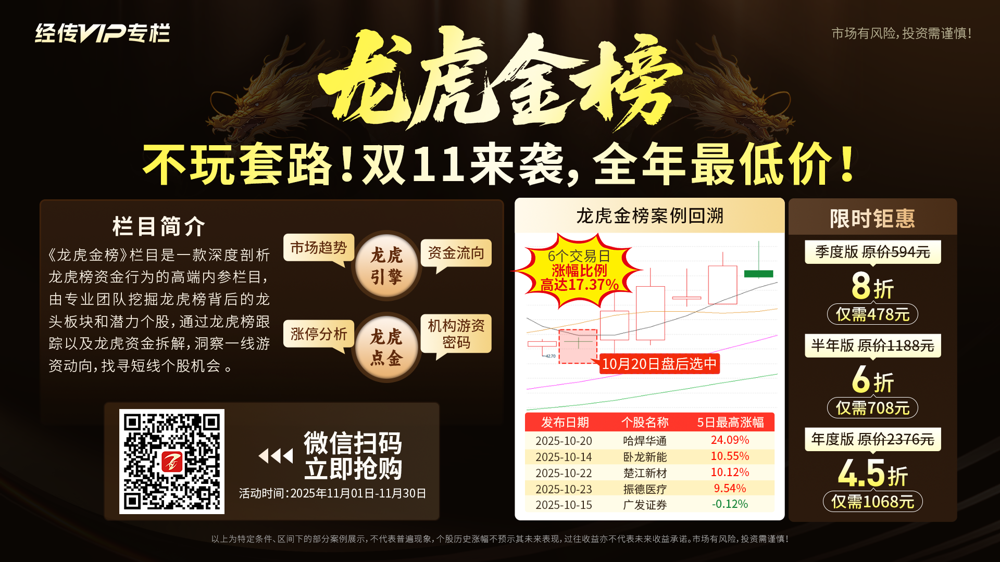 经传VIP专栏
市场有风险，投资需谨慎！
龙虎金榜
不玩套路！双11来袭，全年最低价！
栏目简介
《龙虎金榜》栏目是一款深度剖析
龙虎榜资金行为的高端内参栏目，
由专业团队挖掘龙虎榜背后的龙
头板块和潜力个股，通过龙虎榜跟
踪以及龙虎资金拆解，洞察一线游
资动向，找寻短线个股机会 。
市场趋势
龙虎
引擎
资金流向
涨停分析
龙虎
点金
机构游资
密码
微信扫码
立即抢购
活动时间：2025年11月01日-11月30日
龙虎金榜案例回溯
6个交易日
涨幅比例
高达17.37%
42.70
10月20日盘后选中
发布日期 个股名称 5日最高涨幅
2025-10-20 哈焊华通 24.09%
2025-10-14 卧龙新能 10.55%
2025-10-22 楚江新材 10.12%
2025-10-23 振德医疗 9.54%
2025-10-15 广发证券 -0.12%
限时钜惠
季度版 原价594元
8折
仅需478元
半年版 原价1188元
6折
仅需708元
年度版 原价2376元
4.5折
仅需1068元
以上为特定条件、区间下的部分案例展示，不代表普遍现象，个股历史涨幅不预示其未来表现，过往收益亦不代表未来收益承诺。市场有风险，投资需谨慎！